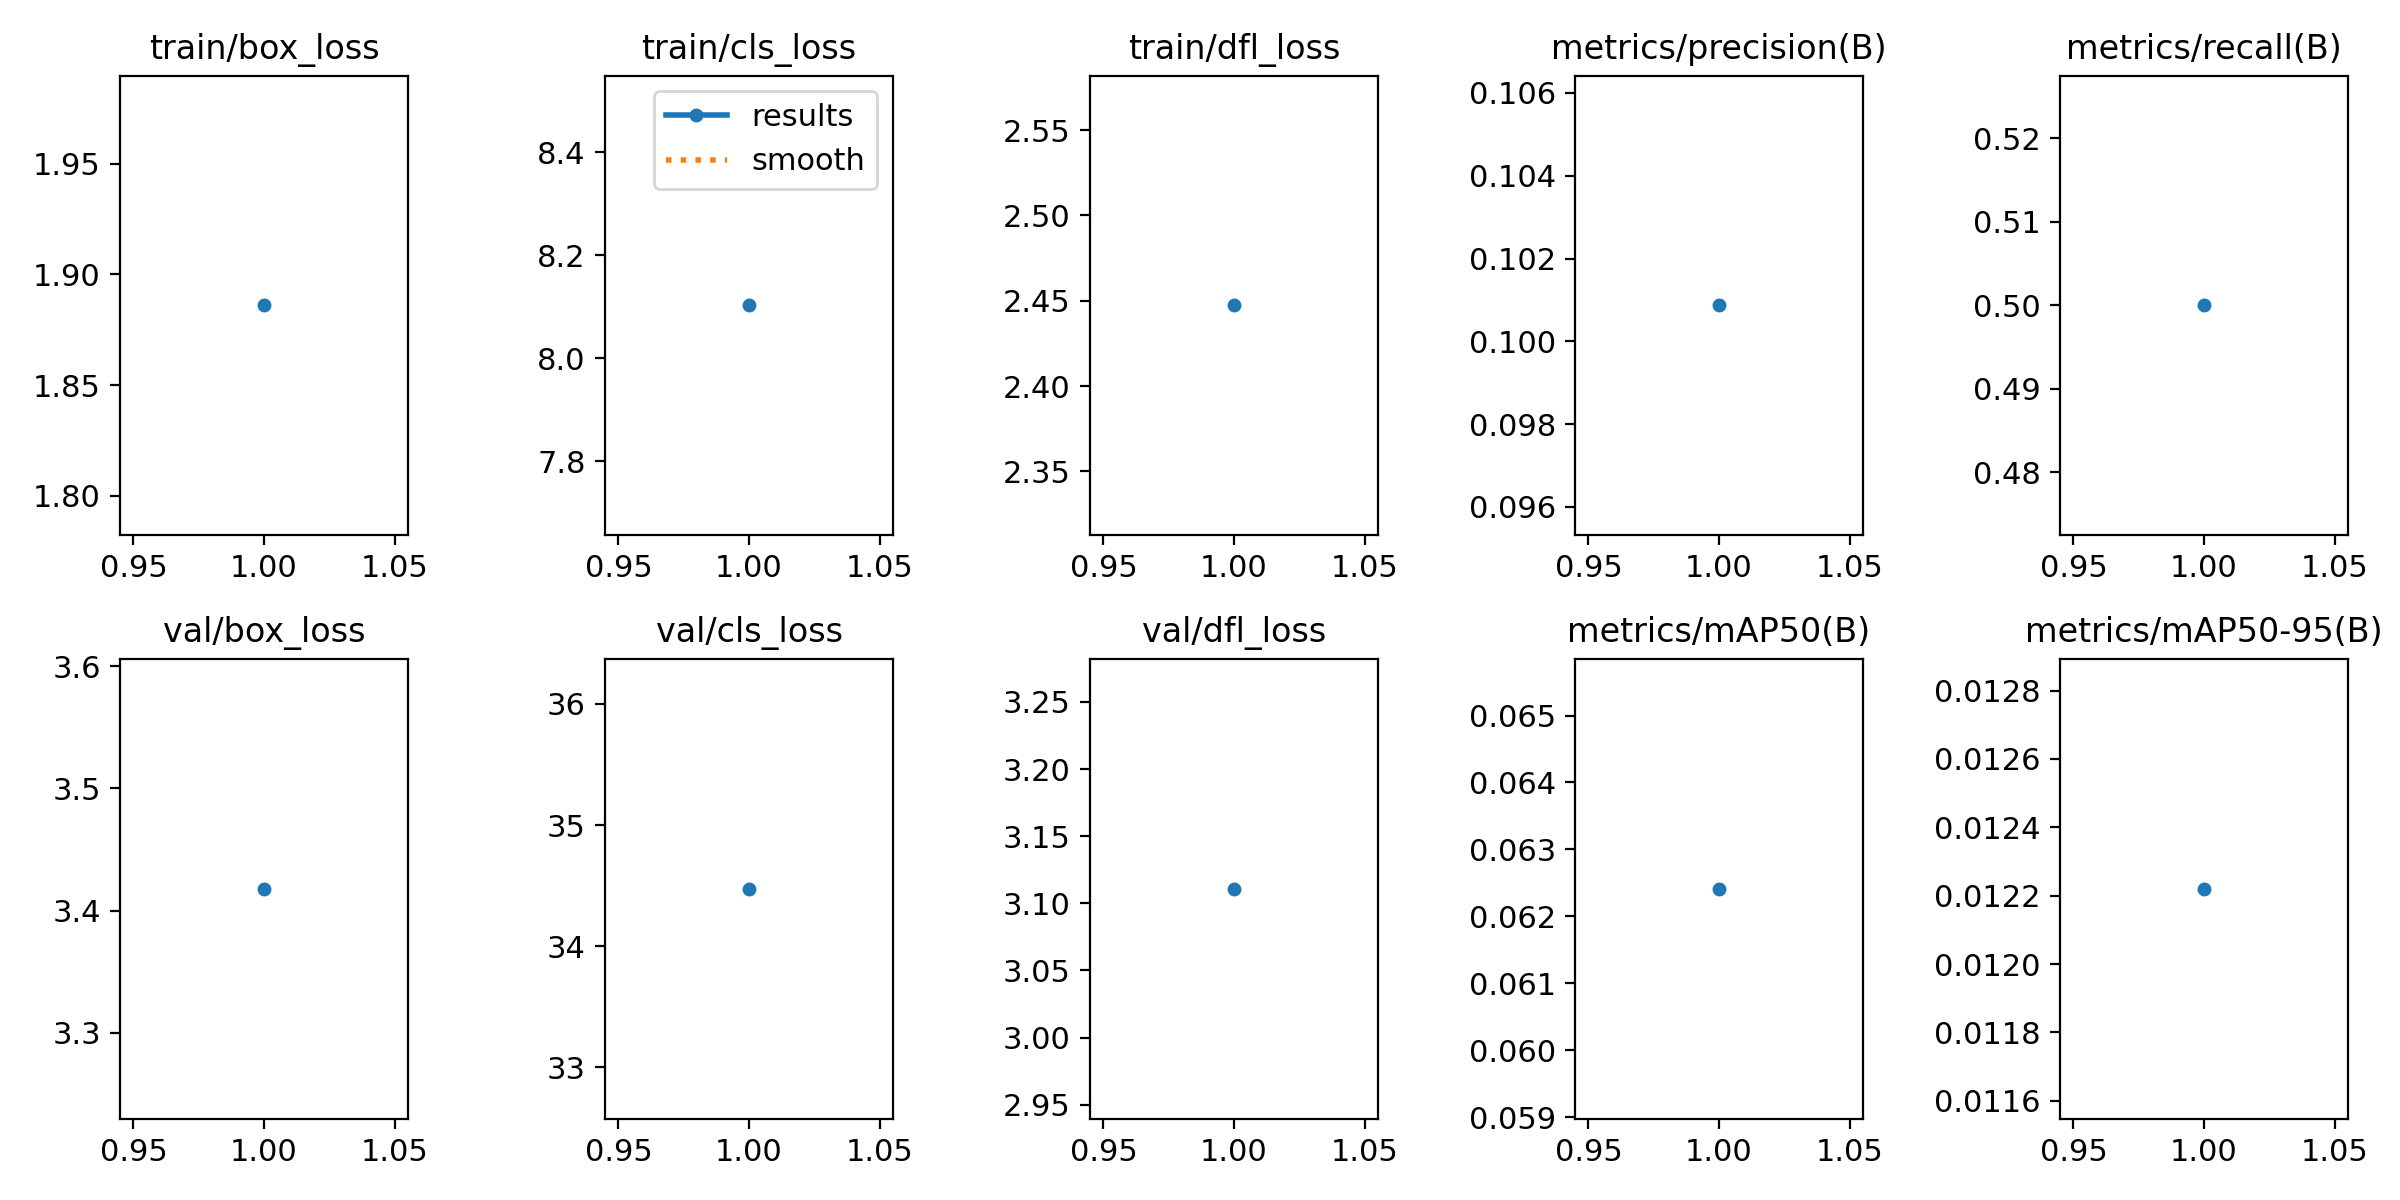 train/box_loss
1.95
1.90
1.85
1.80
0.95 1.00 1.05
train/cls_loss
results
smooth
8.4
8.2
8.0
7.8
0.95 1.00 1.05
train/dfl_loss
2.55
2.50
2.45
2.40
2.35
0.95 1.00 1.05
metrics/precision(B)
0.106
0.104
0.102
0.100
0.098
0.096
0.95 1.00 1.05
metrics/recall(B)
0.52
0.51
0.50
0.49
0.48
0.95 1.00 1.05
val/box_loss
3.6
3.5
3.4
3.3
0.95 1.00 1.05
val/cls_loss
36
35
34
33
0.95 1.00 1.05
val/dfl_loss
3.25
3.20
3.15
3.10
3.05
3.00
2.95
0.95 1.00 1.05
metrics/mAP50(B)
0.065
0.064
0.063
0.062
0.061
0.060
0.059
0.95 1.00 1.05
metrics/mAP50-95(B)
0.0128
0.0126
0.0124
0.0122
0.0120
0.0118
0.0116
0.95 1.00 1.05